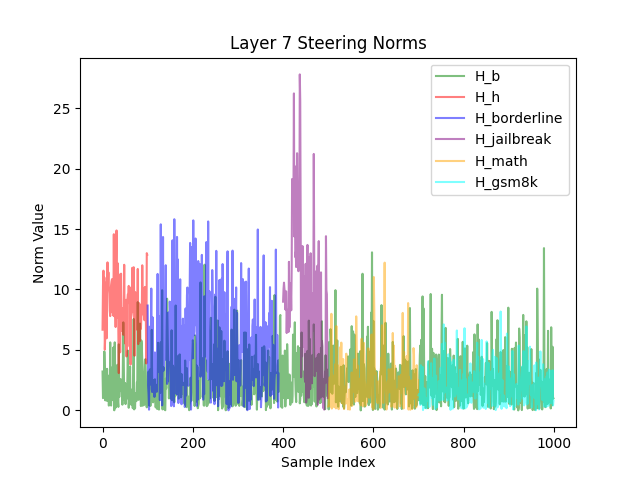 Layer 7 Steering Norms
H_b
H_h
H_borderline
H_jailbreak
H_math
H_gsm8k
Norm Value
25
20
15
10
5
0
0 200 400 600 800 1000
Sample Index